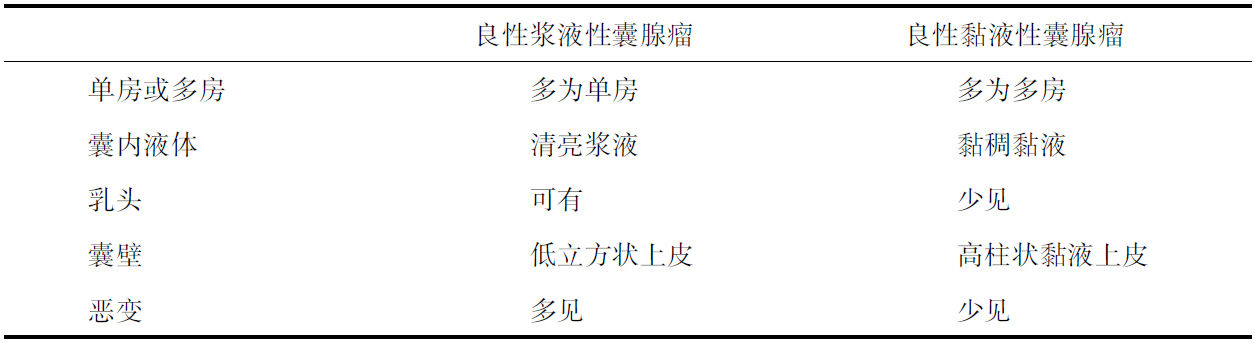 良性浆液性囊腺瘤 良性黏液性囊腺瘤
单房或多房 多为单房 多为多房
囊内液体 清亮浆液 黏稠黏液
乳头 可有 少见
囊壁 低立方状上皮 高柱状黏液上皮
恶变 多见 少见